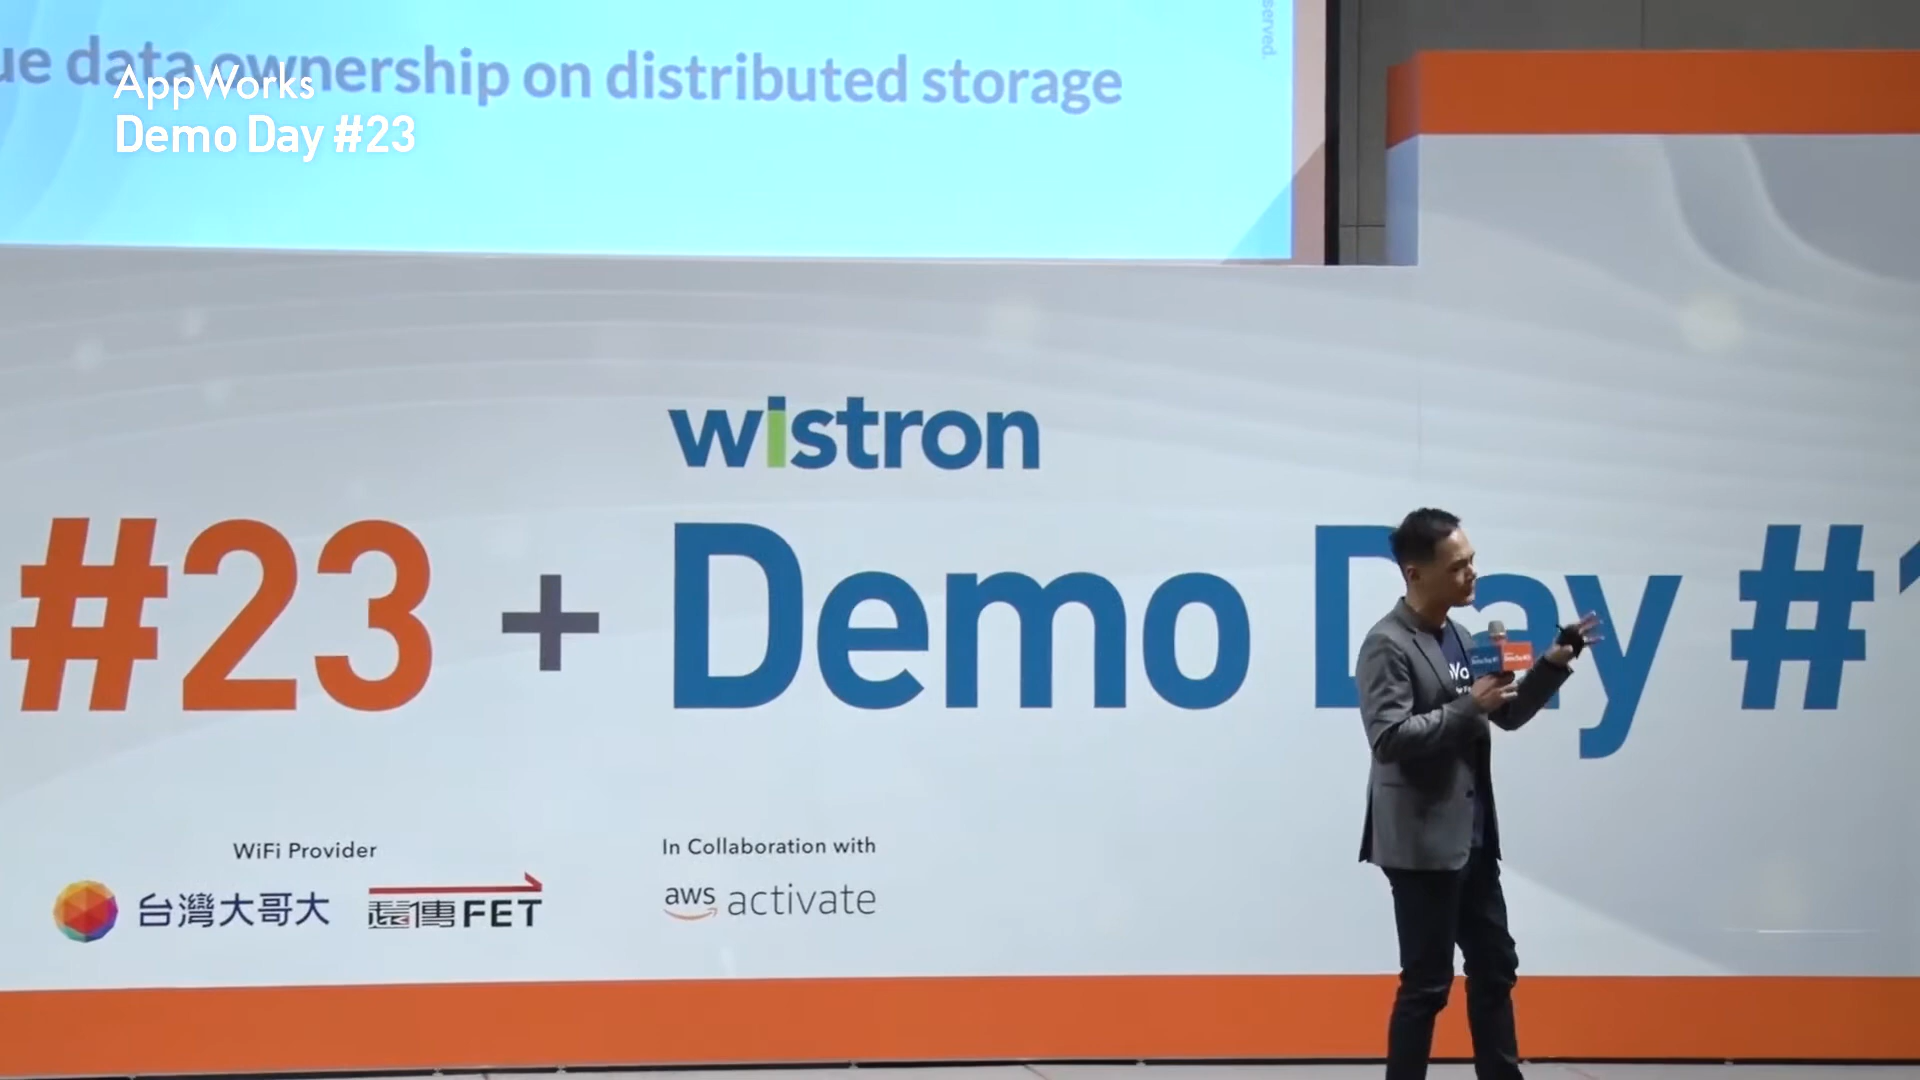 data ownership on distributed storage
AppWorks
Demo Day #23
wistron
#23 + Demo Day #
WiFi Provider
In Collaboration with
台灣大哥大
遠傳FET
aws activate